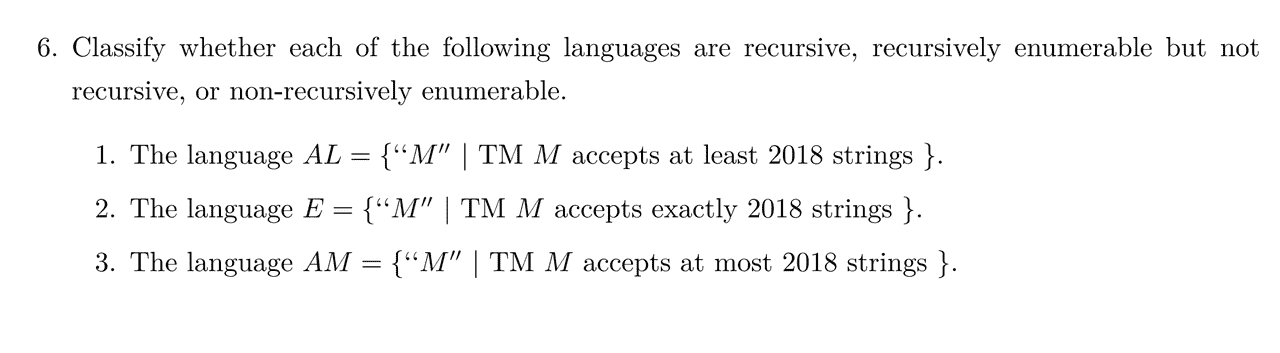 6. Classify whether each of the following languages are recursive, recursively enumerable but not
recursive, or non-recursively enumerable.
1. The language AL = {“M″ | TM M accepts at least 2018 strings }.
2. The language E = {“M″ | TM M accepts exactly 2018 strings }.
3. The language AM = {“M″ | TM M accepts at most 2018 strings }.